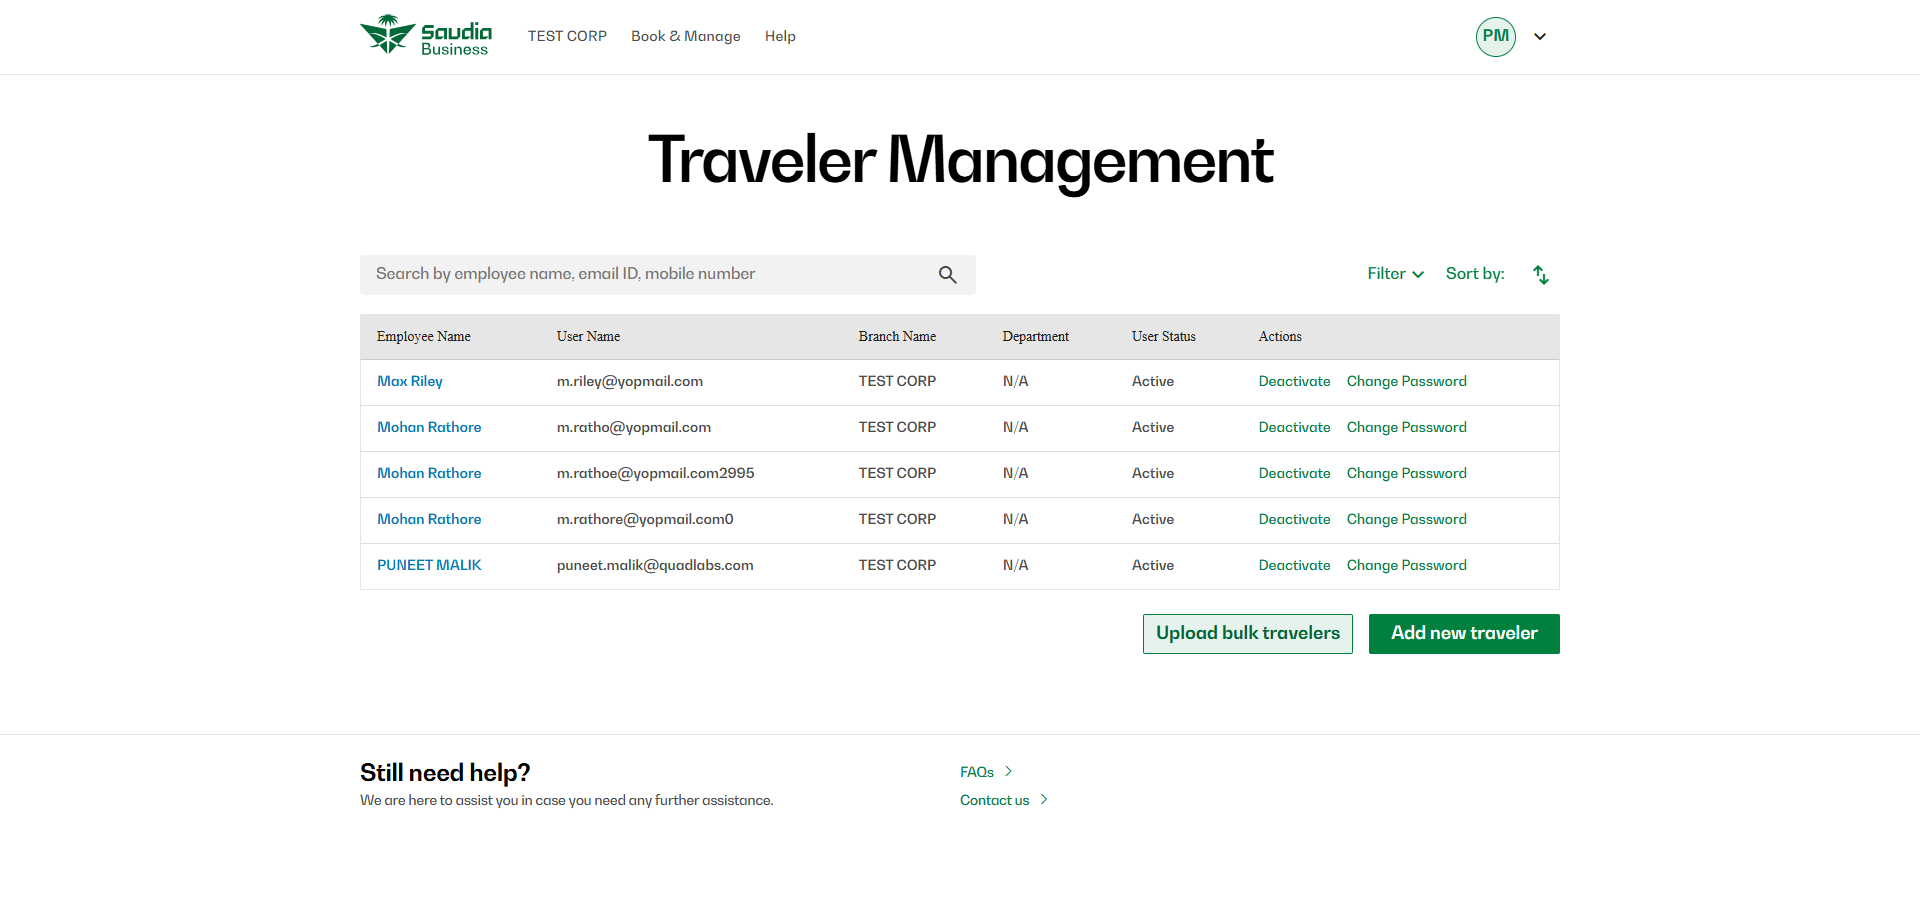 Saudia
Business
TEST CORP Book & Manage Help PM
Traveler Management
Search by employee name, email ID, mobile number Filter Sort by:
Employee Name User Name Branch Name Department User Status Actions
Max Riley m.riley@yopmail.com TEST CORP N/A Active Deactivate Change Password
Mohan Rathore m.ratho@yopmail.com TEST CORP N/A Active Deactivate Change Password
Mohan Rathore m.rathoe@yopmail.com2995 TEST CORP N/A Active Deactivate Change Password
Mohan Rathore m.rathore@yopmail.com0 TEST CORP N/A Active Deactivate Change Password
PUNEET MALIK puneet.malik@quadlabs.com TEST CORP N/A Active Deactivate Change Password
Upload bulk travelers Add new traveler
Still need help? FAQs
We are here to assist you in case you need any further assistance. Contact us